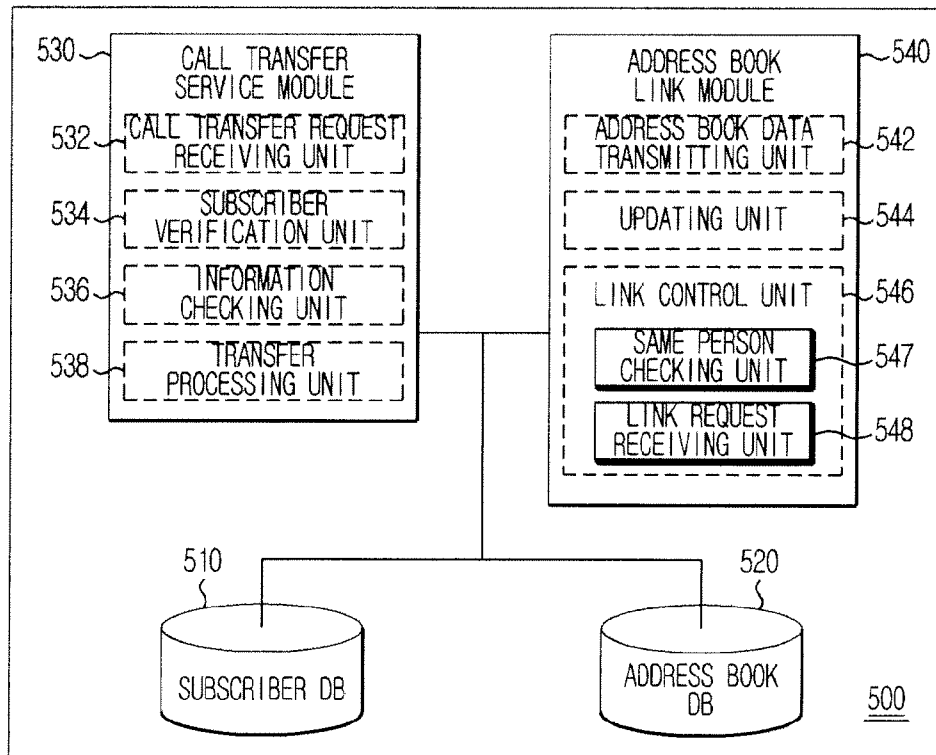 530
CALL TRANSFER
SERVICE MODULE
532
CALL TRANSFER REQUEST
RECEIVING UNIT
534
SUBSCRIBER
VERIFICATION UNIT
536
INFORMATION
CHECKING UNIT
538
TRANSFER
PROCESSING UNIT
540
ADDRESS BOOK
LINK MODULE
ADDRESS BOOK DATA
TRANSMITTING UNIT
542
UPDATING UNIT
544
LINK CONTROL UNIT
546
SAME PERSON
CHECKING UNIT
547
LINK REQUEST
RECEIVING UNIT
548
510
SUBSCRIBER DB
520
ADDRESS BOOK
DB
500